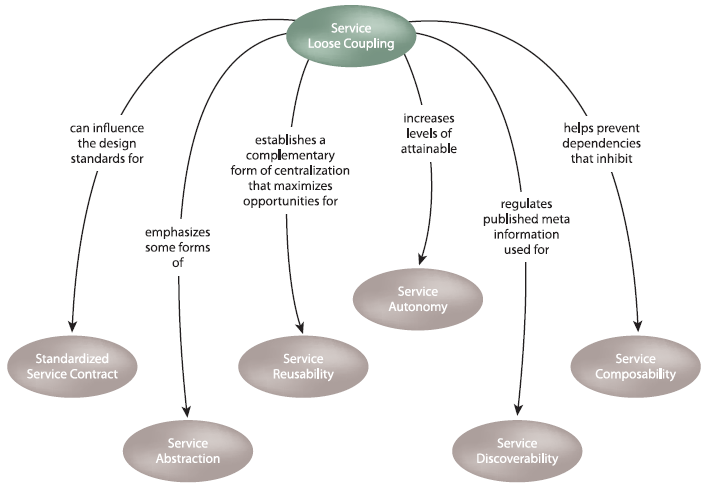 Service
Loose Coupling
can influence
the design
standards for
emphasizes
some forms
of
establishes a
complementary
form of centralization
that maximizes
opportunities for
increases
levels of
attainable
regulates
published meta
information
used for
helps prevent
dependencies
that inhibit
Standardized
Service Contract
Service
Abstraction
Service
Reusability
Service
Autonomy
Service
Discoverability
Service
Composability